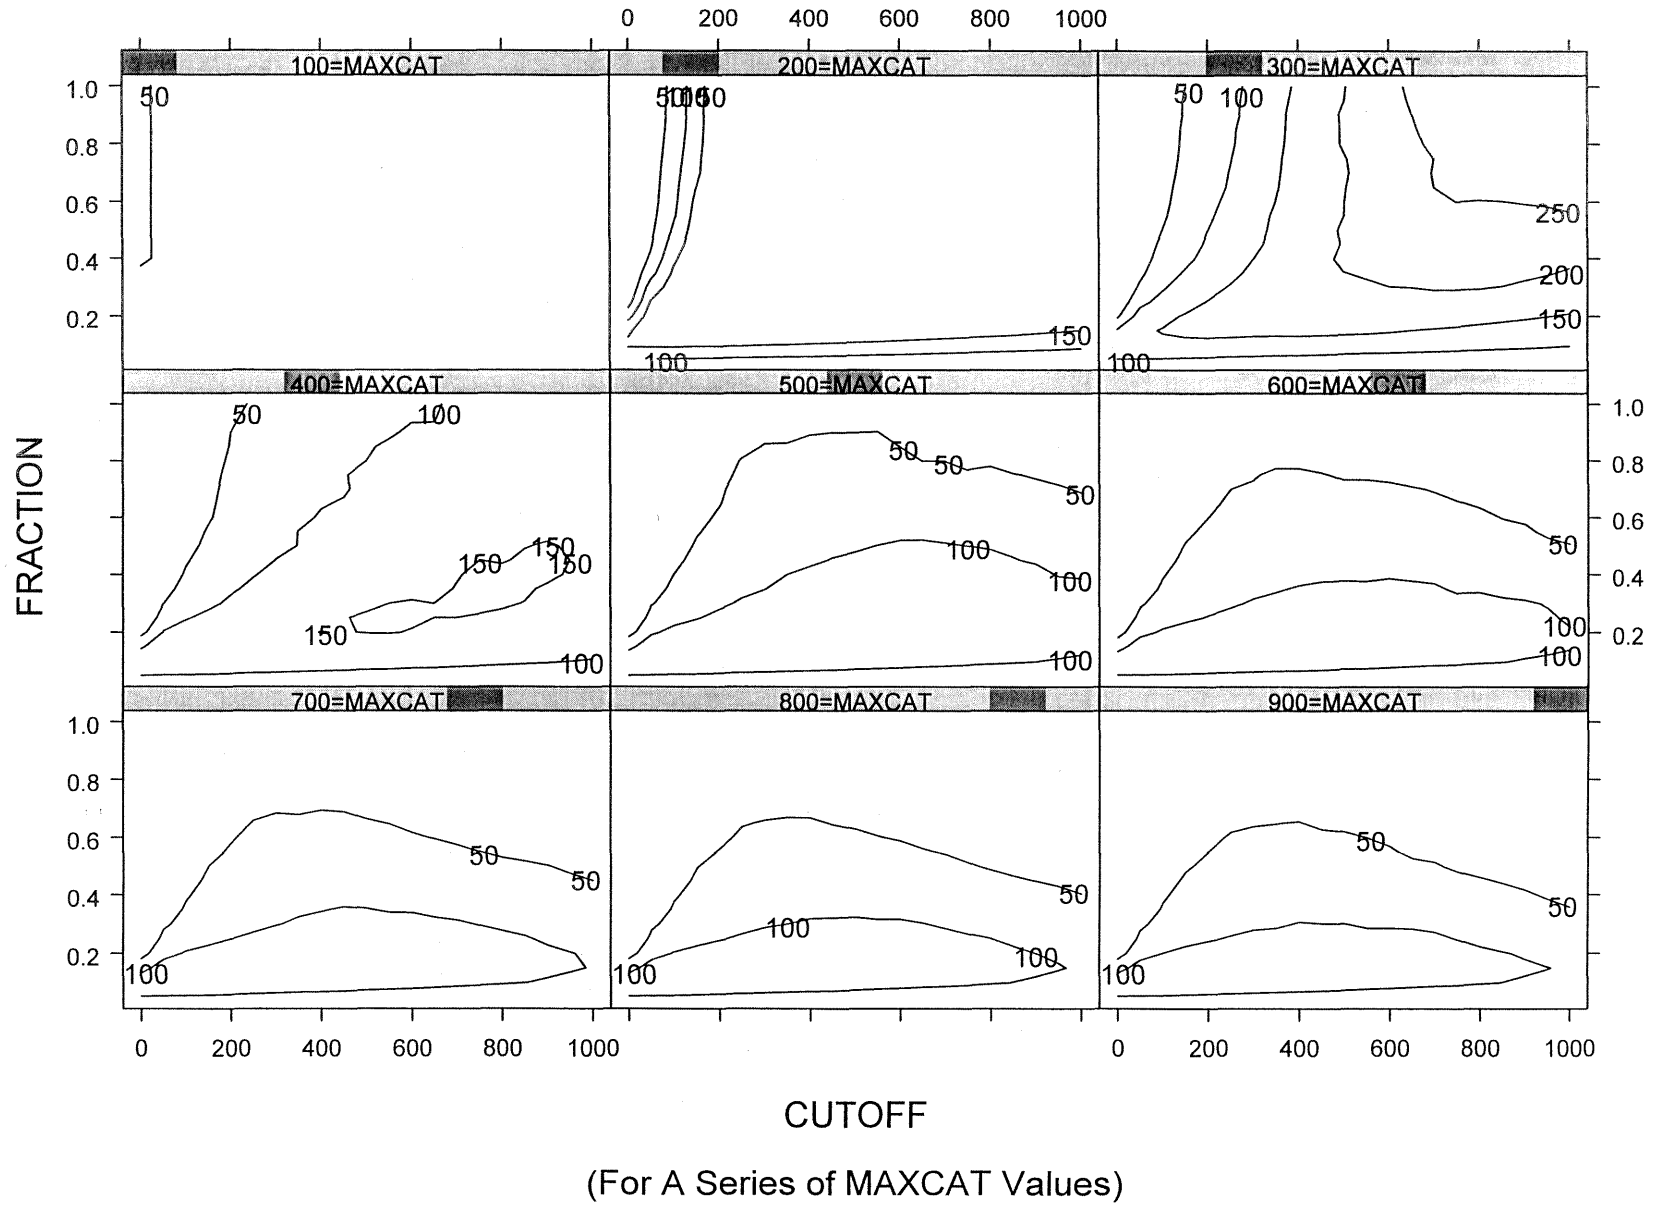 0 200 400 600 800 1000
100=MAXCAT 200=MAXCAT 300=MAXCAT
1.0 50 50 100 150 50 100
0.8
0.6 250
0.4 200
0.2 150 150
100 100
400=MAXCAT 500=MAXCAT 600=MAXCAT
50 100 1.0
50 50 0.8
50 0.6
150 150 150 100 100 50 0.4
150 100 0.2
100 100 100
FRACTION
700=MAXCAT 800=MAXCAT 900=MAXCAT
1.0
0.8
0.6 50 50
0.4 50 50 50
0.2 100 100
100 100 100
0 200 400 600 800 1000 0 200 400 600 800 1000
CUTOFF
(For A Series of MAXCAT Values)